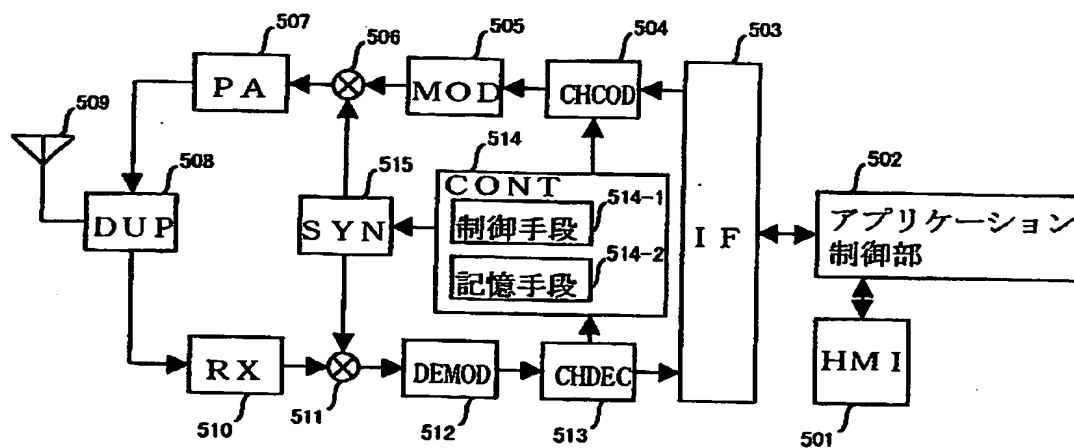 507
506
505
504
503
PA
MOD
CHCOD
509
508
515
514
502
DUP
SYN
CONT
514-1
制御手段
514-2
記憶手段
IF
アプリケーション
制御部
RX
DEMOD
CHDEC
HMI
510
511
512
513
501